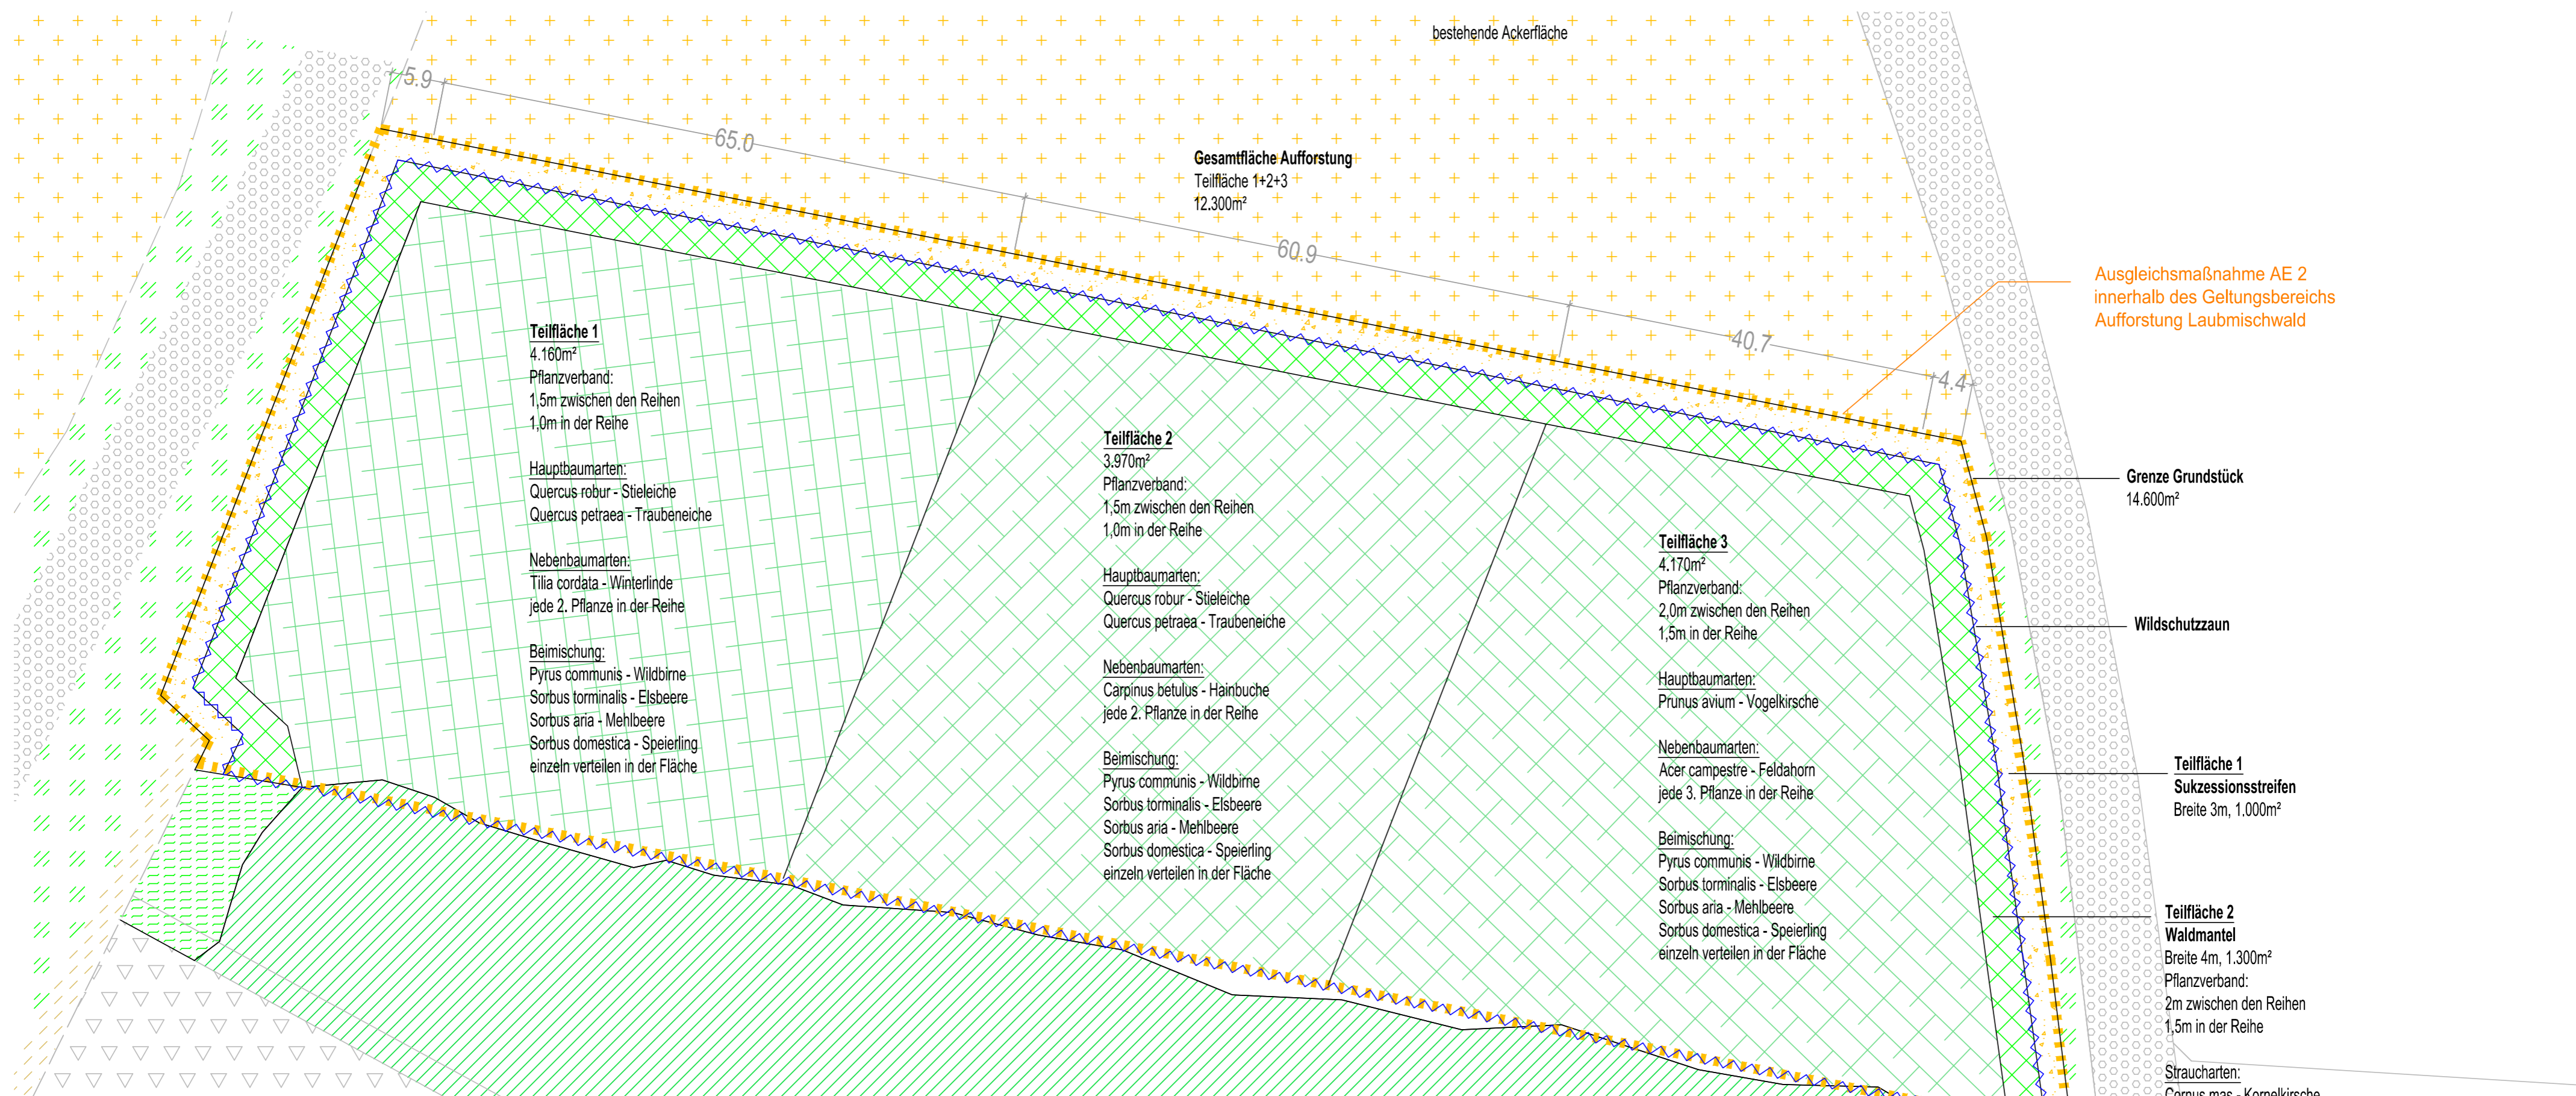 bestehende Ackerfläche
5.9
65.0
60.9
40.7
4.4
Gesamtfläche Aufforstung
Teilfläche 1+2+3
12.300m²
Ausgleichsmaßnahme AE 2
innerhalb des Geltungsbereichs
Aufforstung Laubmischwald
Teilfläche 1
4.160m²
Pflanzverband:
1,5m zwischen den Reihen
1,0m in der Reihe
Hauptbaumarten:
Quercus robur - Stieleiche
Quercus petraea - Traubeneiche
Nebenbaumarten:
Tilia cordata - Winterlinde
jede 2. Pflanze in der Reihe
Beimischung:
Pyrus communis - Wildbirne
Sorbus torminalis - Elsbeere
Sorbus aria - Mehlbeere
Sorbus domestica - Speierling
einzeln verteilen in der Fläche
Teilfläche 2
3.970m²
Pflanzverband:
1,5m zwischen den Reihen
1,0m in der Reihe
Hauptbaumarten:
Quercus robur - Stieleiche
Quercus petraea - Traubeneiche
Nebenbaumarten:
Carpinus betulus - Hainbuche
jede 2. Pflanze in der Reihe
Beimischung:
Pyrus communis - Wildbirne
Sorbus torminalis - Elsbeere
Sorbus aria - Mehlbeere
Sorbus domestica - Speierling
einzeln verteilen in der Fläche
Teilfläche 3
4.170m²
Pflanzverband:
2,0m zwischen den Reihen
1,5m in der Reihe
Hauptbaumarten:
Prunus avium - Vogelkirsche
Nebenbaumarten:
Acer campestre - Feldahorn
jede 3. Pflanze in der Reihe
Beimischung:
Pyrus communis - Wildbirne
Sorbus torminalis - Elsbeere
Sorbus aria - Mehlbeere
Sorbus domestica - Speierling
einzeln verteilen in der Fläche
Grenze Grundstück
14.600m²
Wildschutzzaun
Teilfläche 1
Sukzessionsstreifen
Breite 3m, 1.000m²
Teilfläche 2
Waldmantel
Breite 4m, 1.300m²
Pflanzverband:
2m zwischen den Reihen
1,5m in der Reihe
Straucharten:
Cornus mas - Kornelkirsche